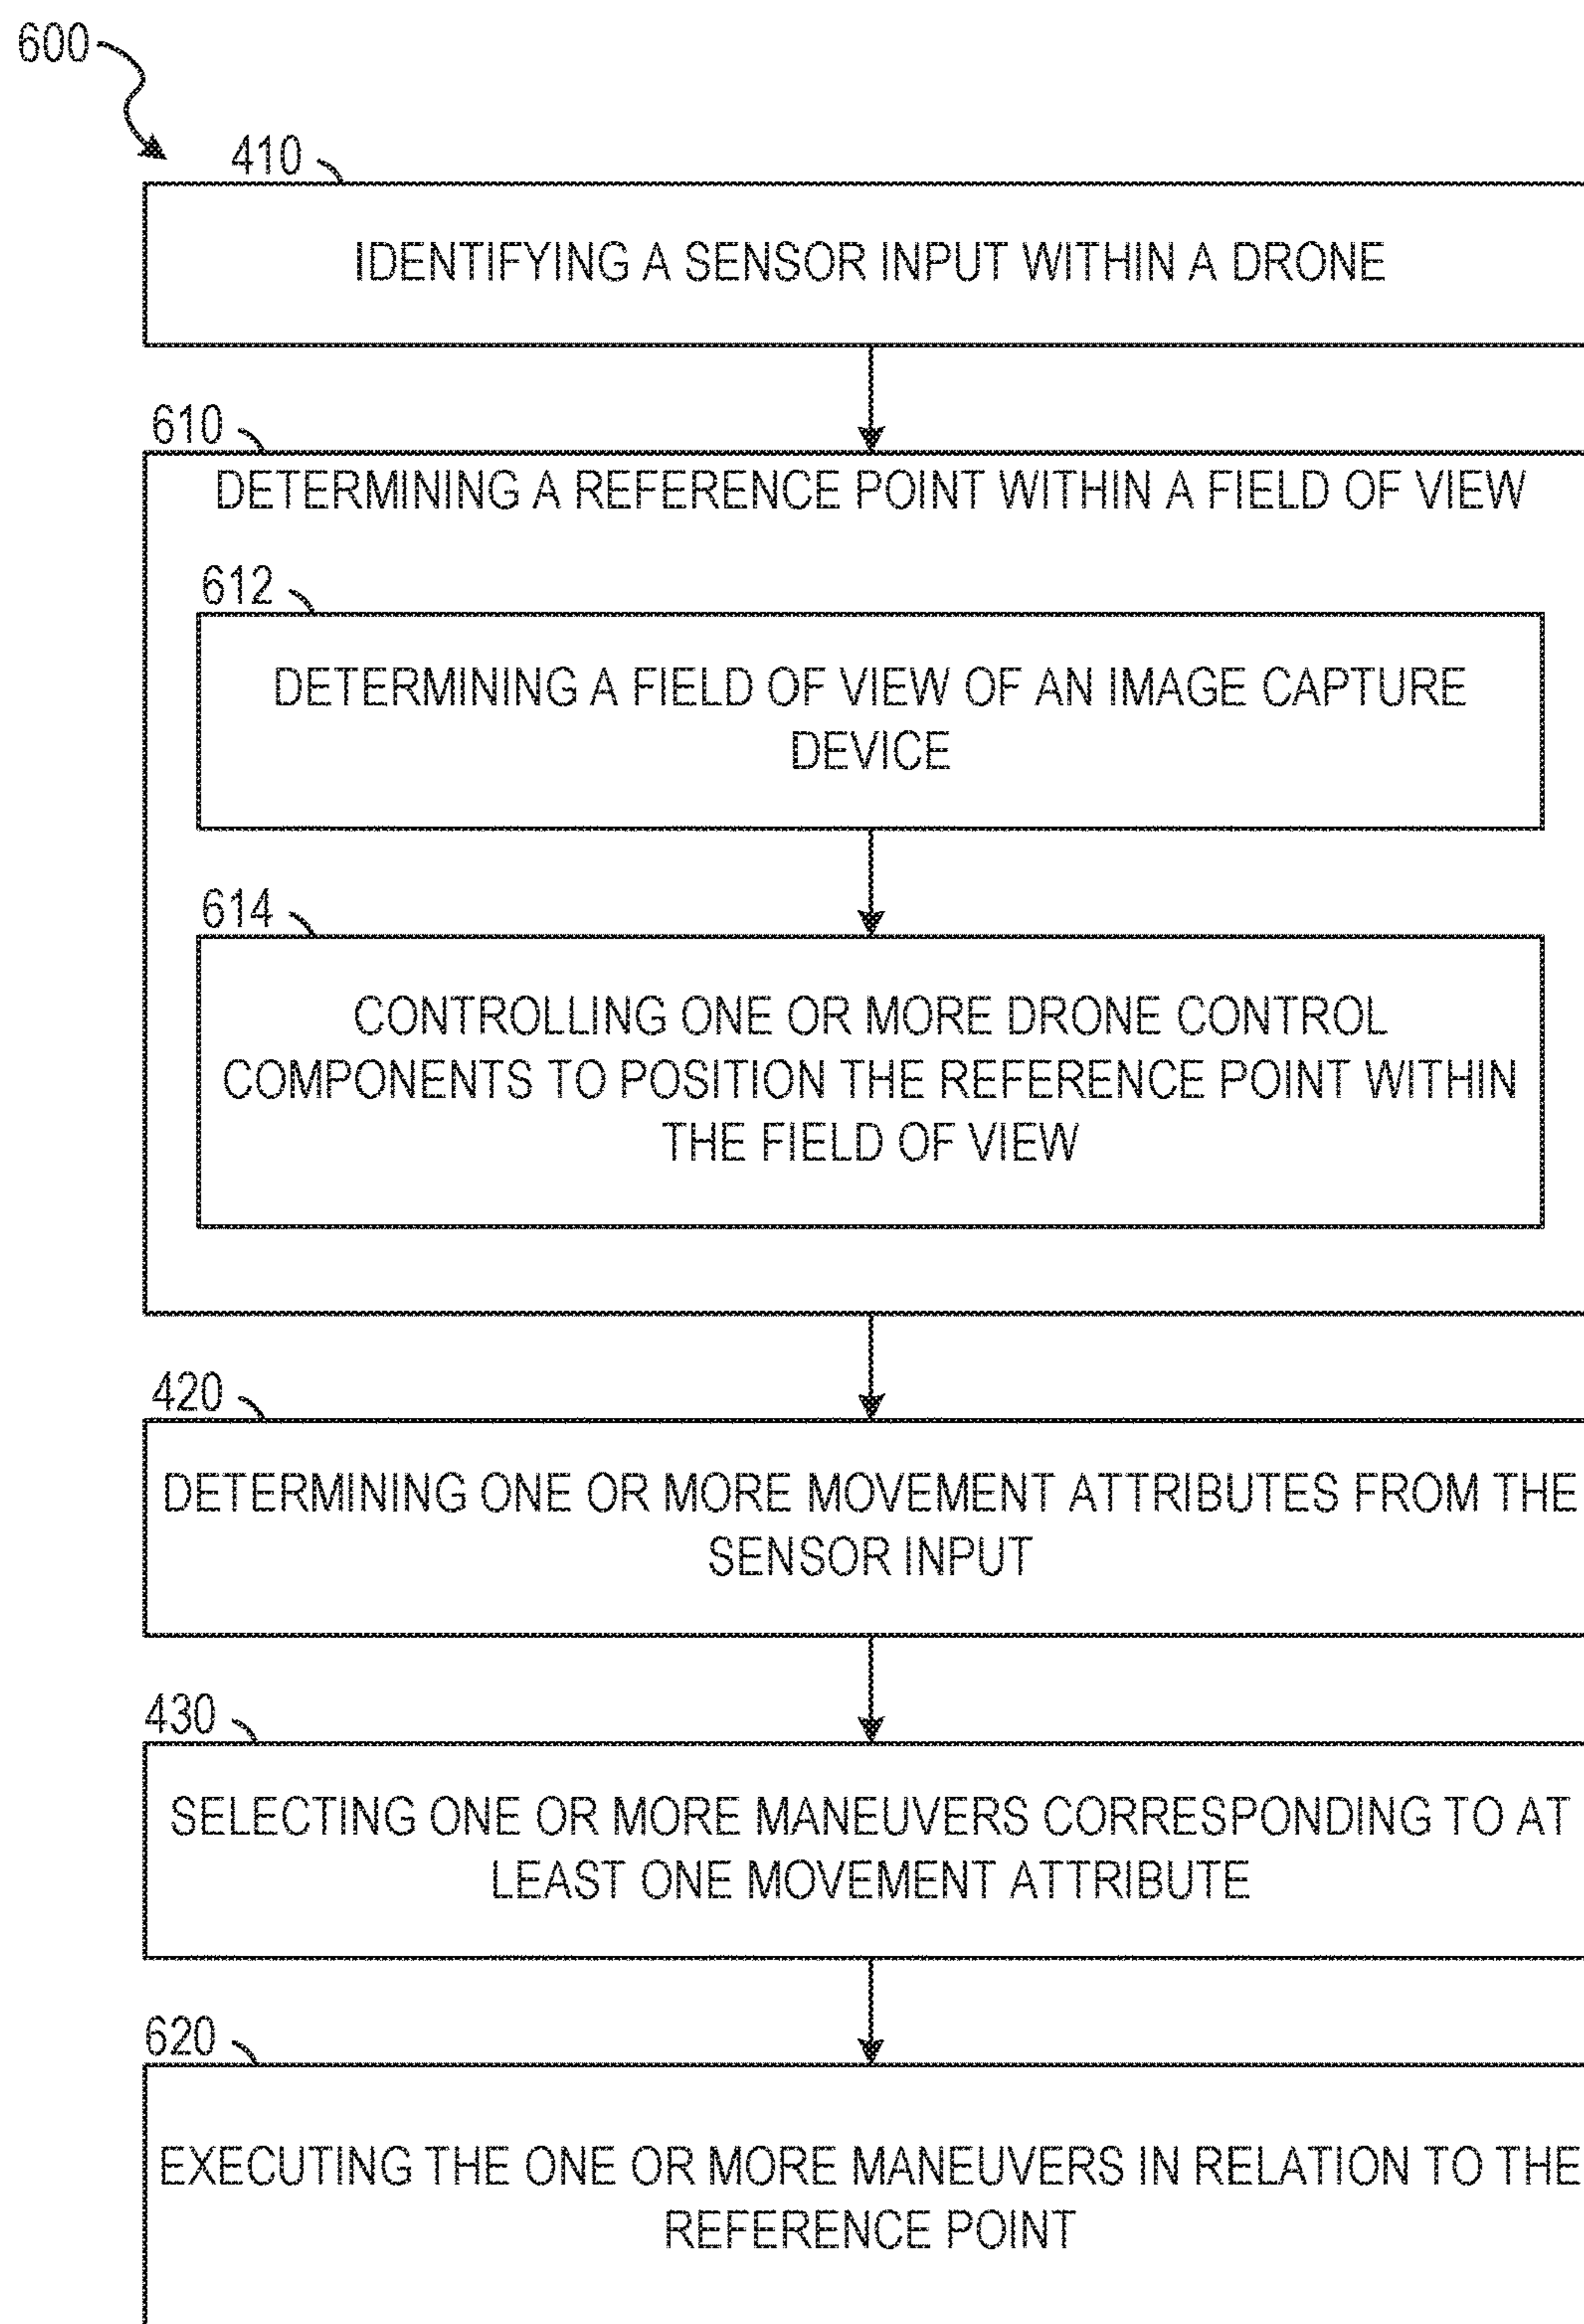 600
410
IDENTIFYING A SENSOR INPUT WITHIN A DRONE
610
DETERMINING A REFERENCE POINT WITHIN A FIELD OF VIEW
612
DETERMINING A FIELD OF VIEW OF AN IMAGE CAPTURE
DEVICE
614
CONTROLLING ONE OR MORE DRONE CONTROL
COMPONENTS TO POSITION THE REFERENCE POINT WITHIN
THE FIELD OF VIEW
420
DETERMINING ONE OR MORE MOVEMENT ATTRIBUTES FROM THE
SENSOR INPUT
430
SELECTING ONE OR MORE MANEUVERS CORRESPONDING TO AT
LEAST ONE MOVEMENT ATTRIBUTE
620
EXECUTING THE ONE OR MORE MANEUVERS IN RELATION TO THE
REFERENCE POINT